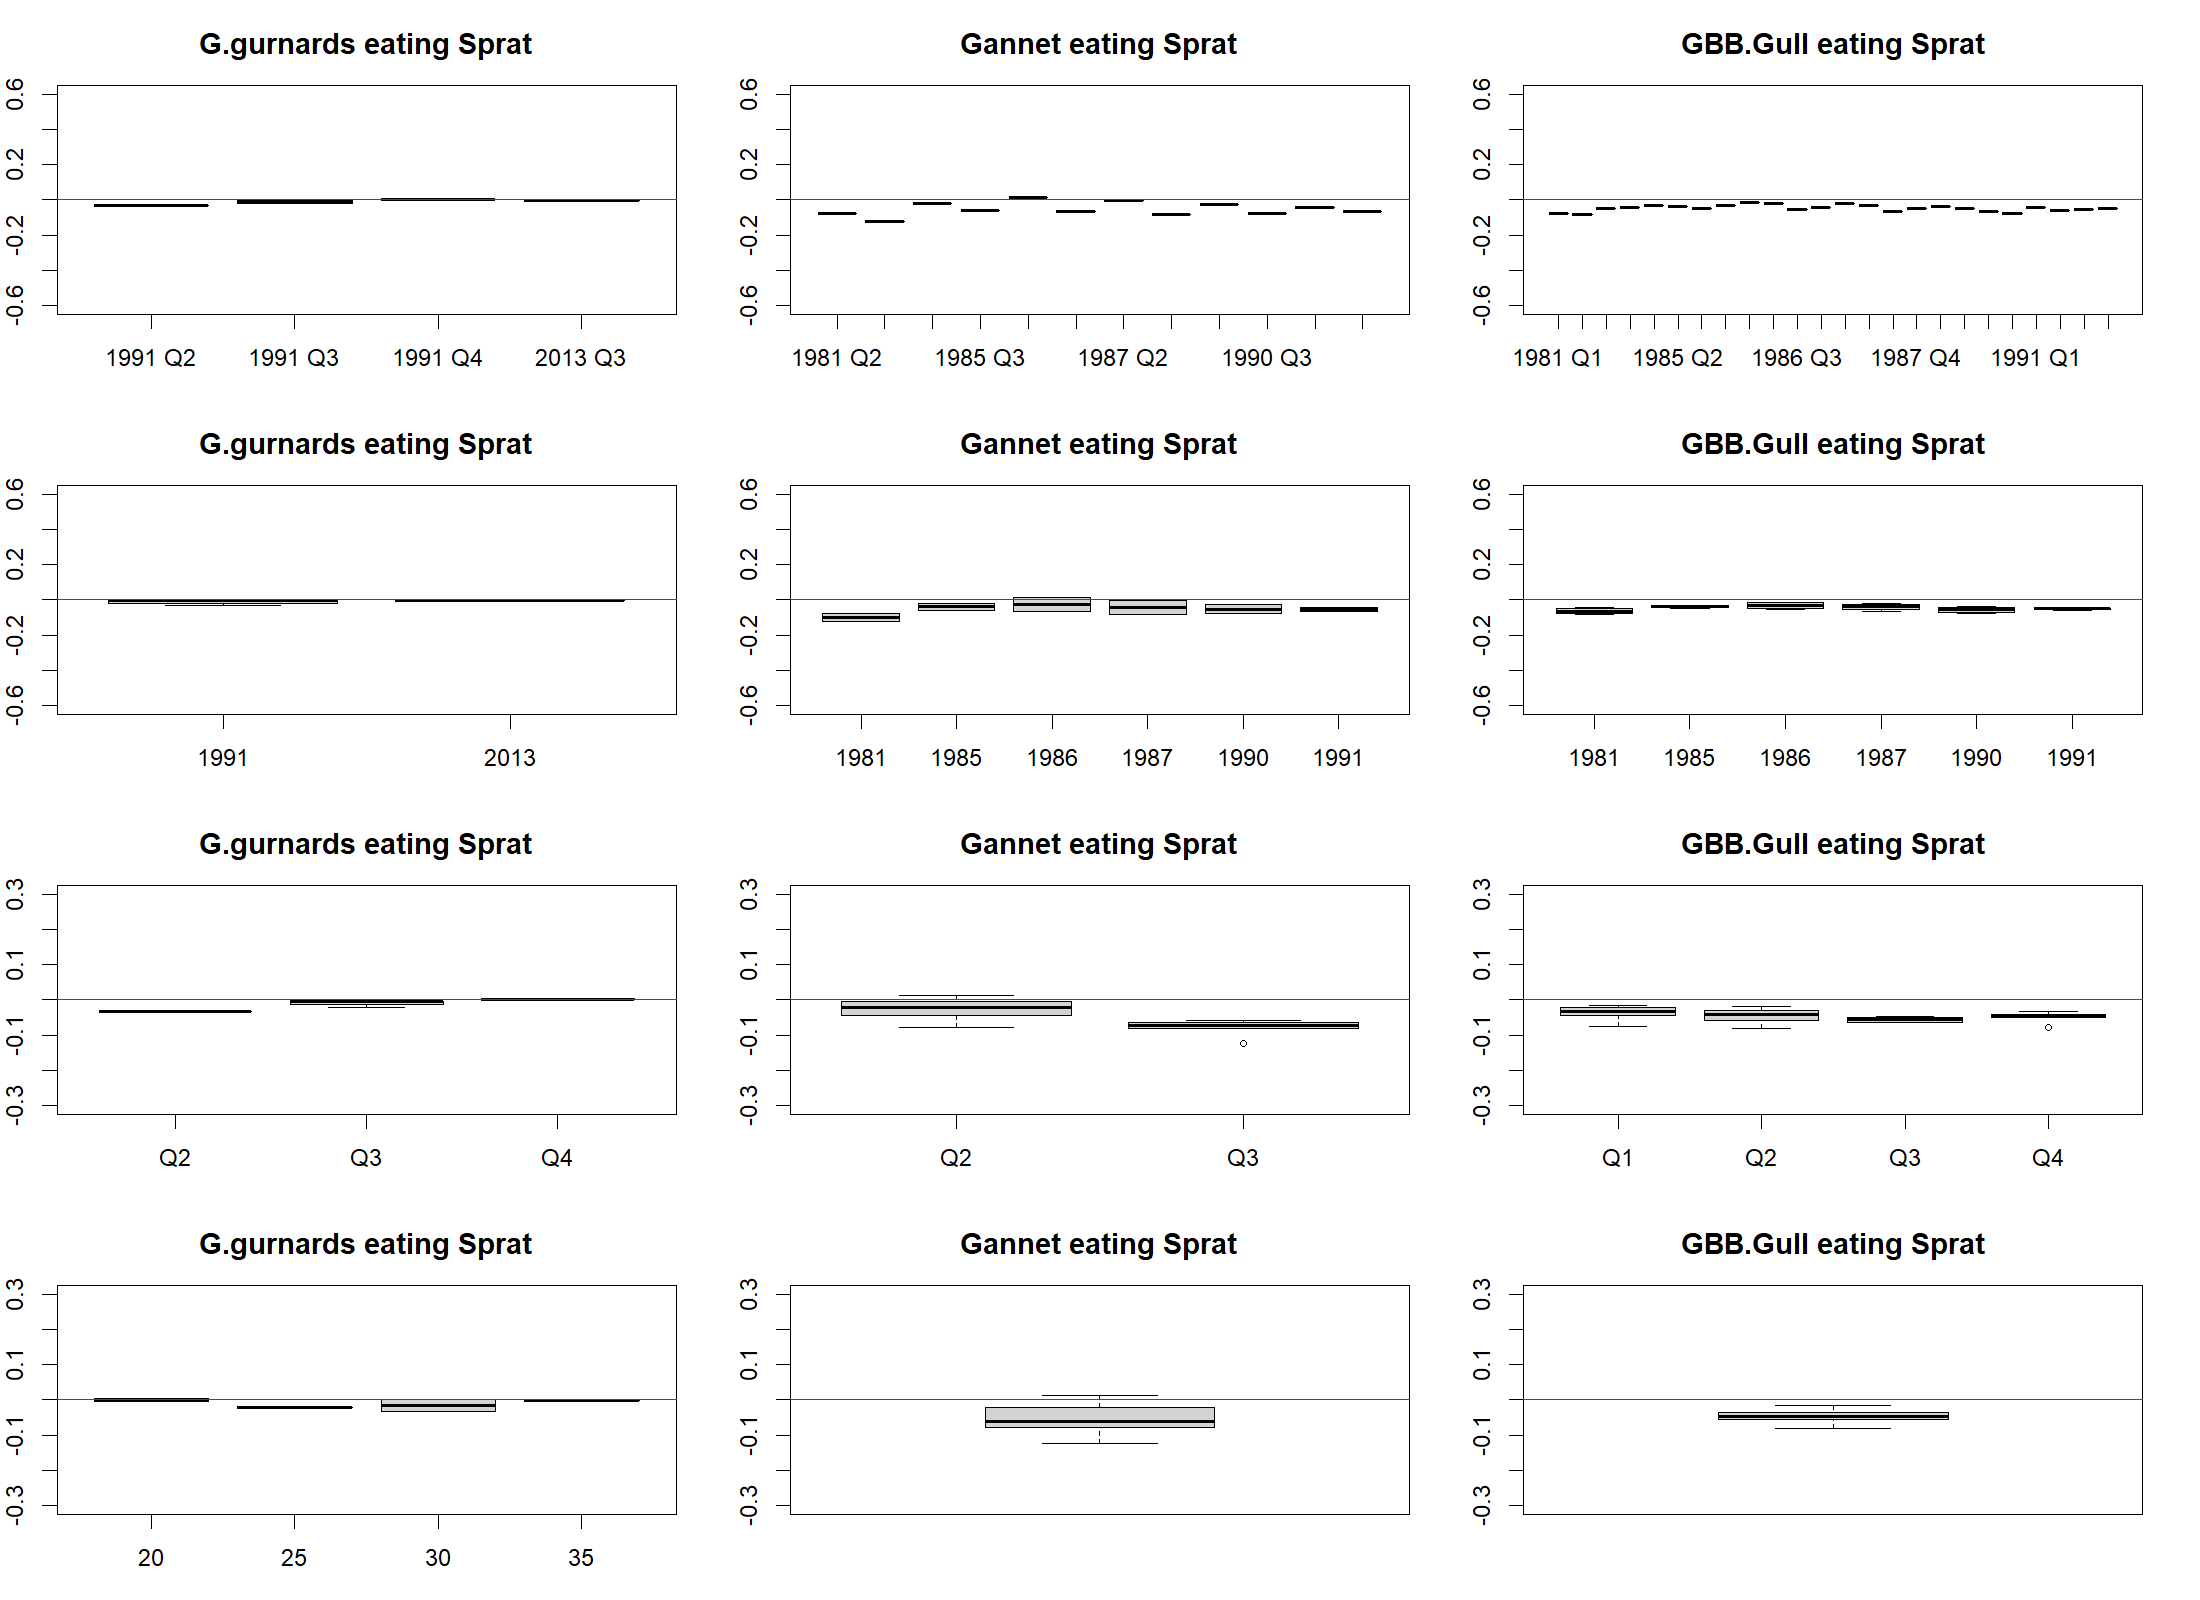 G.gurnards eating Sprat
Gannet eating Sprat
GBB.Gull eating Sprat
0.6
0.2
-0.2
-0.6
0.6
0.2
-0.2
-0.6
0.6
0.2
-0.2
-0.6
1991 Q2 1991 Q3 1991 Q4 2013 Q3
1981 Q2 1985 Q3 1987 Q2 1990 Q3
1981 Q1 1985 Q2 1986 Q3 1987 Q4 1991 Q1
G.gurnards eating Sprat
Gannet eating Sprat
GBB.Gull eating Sprat
0.6
0.2
-0.2
-0.6
0.6
0.2
-0.2
-0.6
0.6
0.2
-0.2
-0.6
1991 2013
1981 1985 1986 1987 1990 1991
1981 1985 1986 1987 1990 1991
G.gurnards eating Sprat
Gannet eating Sprat
GBB.Gull eating Sprat
0.3
0.1
-0.1
-0.3
0.3
0.1
-0.1
-0.3
0.3
0.1
-0.1
-0.3
Q2 Q3 Q4
Q2 Q3
Q1 Q2 Q3 Q4
G.gurnards eating Sprat
Gannet eating Sprat
GBB.Gull eating Sprat
0.3
0.1
-0.1
-0.3
0.3
0.1
-0.1
-0.3
0.3
0.1
-0.1
-0.3
20 25 30 35